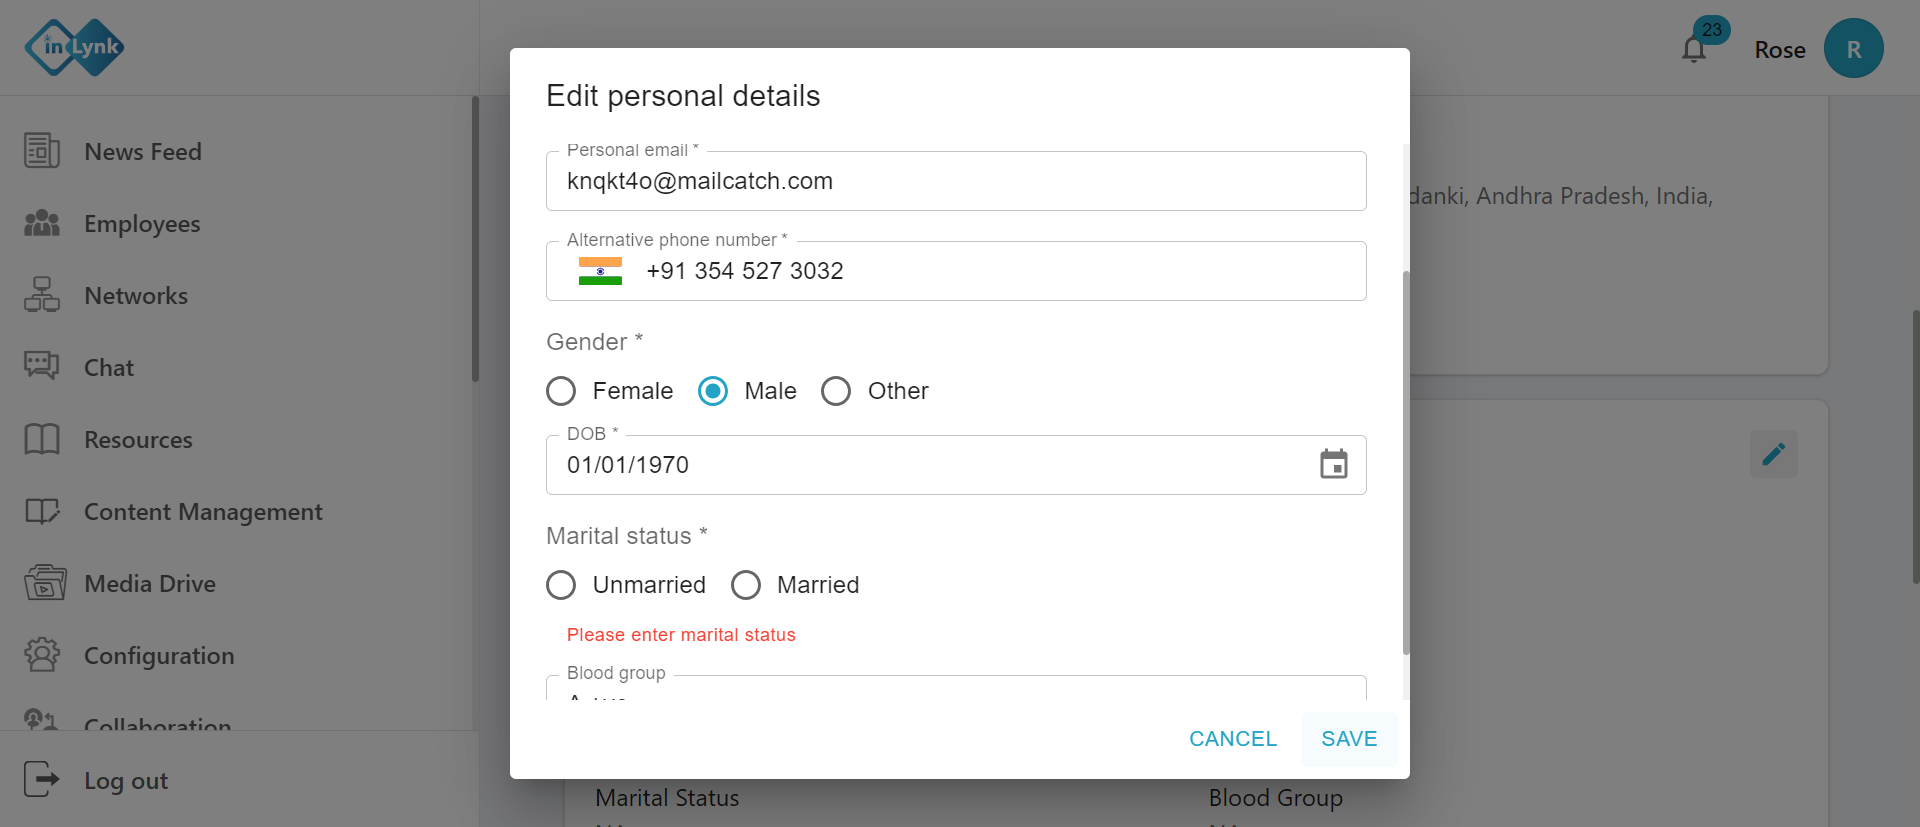 inLynk
23
Rose
R
News Feed
Employees
Networks
Chat
Resources
Content Management
Media Drive
Configuration
Collaboration
Log out
Edit personal details
Personal email *
knqkt4o@mailcatch.com
Alternative phone number *
+91 354 527 3032
Gender *
Female Male Other
DOB *
01/01/1970
Marital status *
Unmarried Married
Please enter marital status
Blood group
CANCEL SAVE
danki, Andhra Pradesh, India,
Marital Status
Blood Group